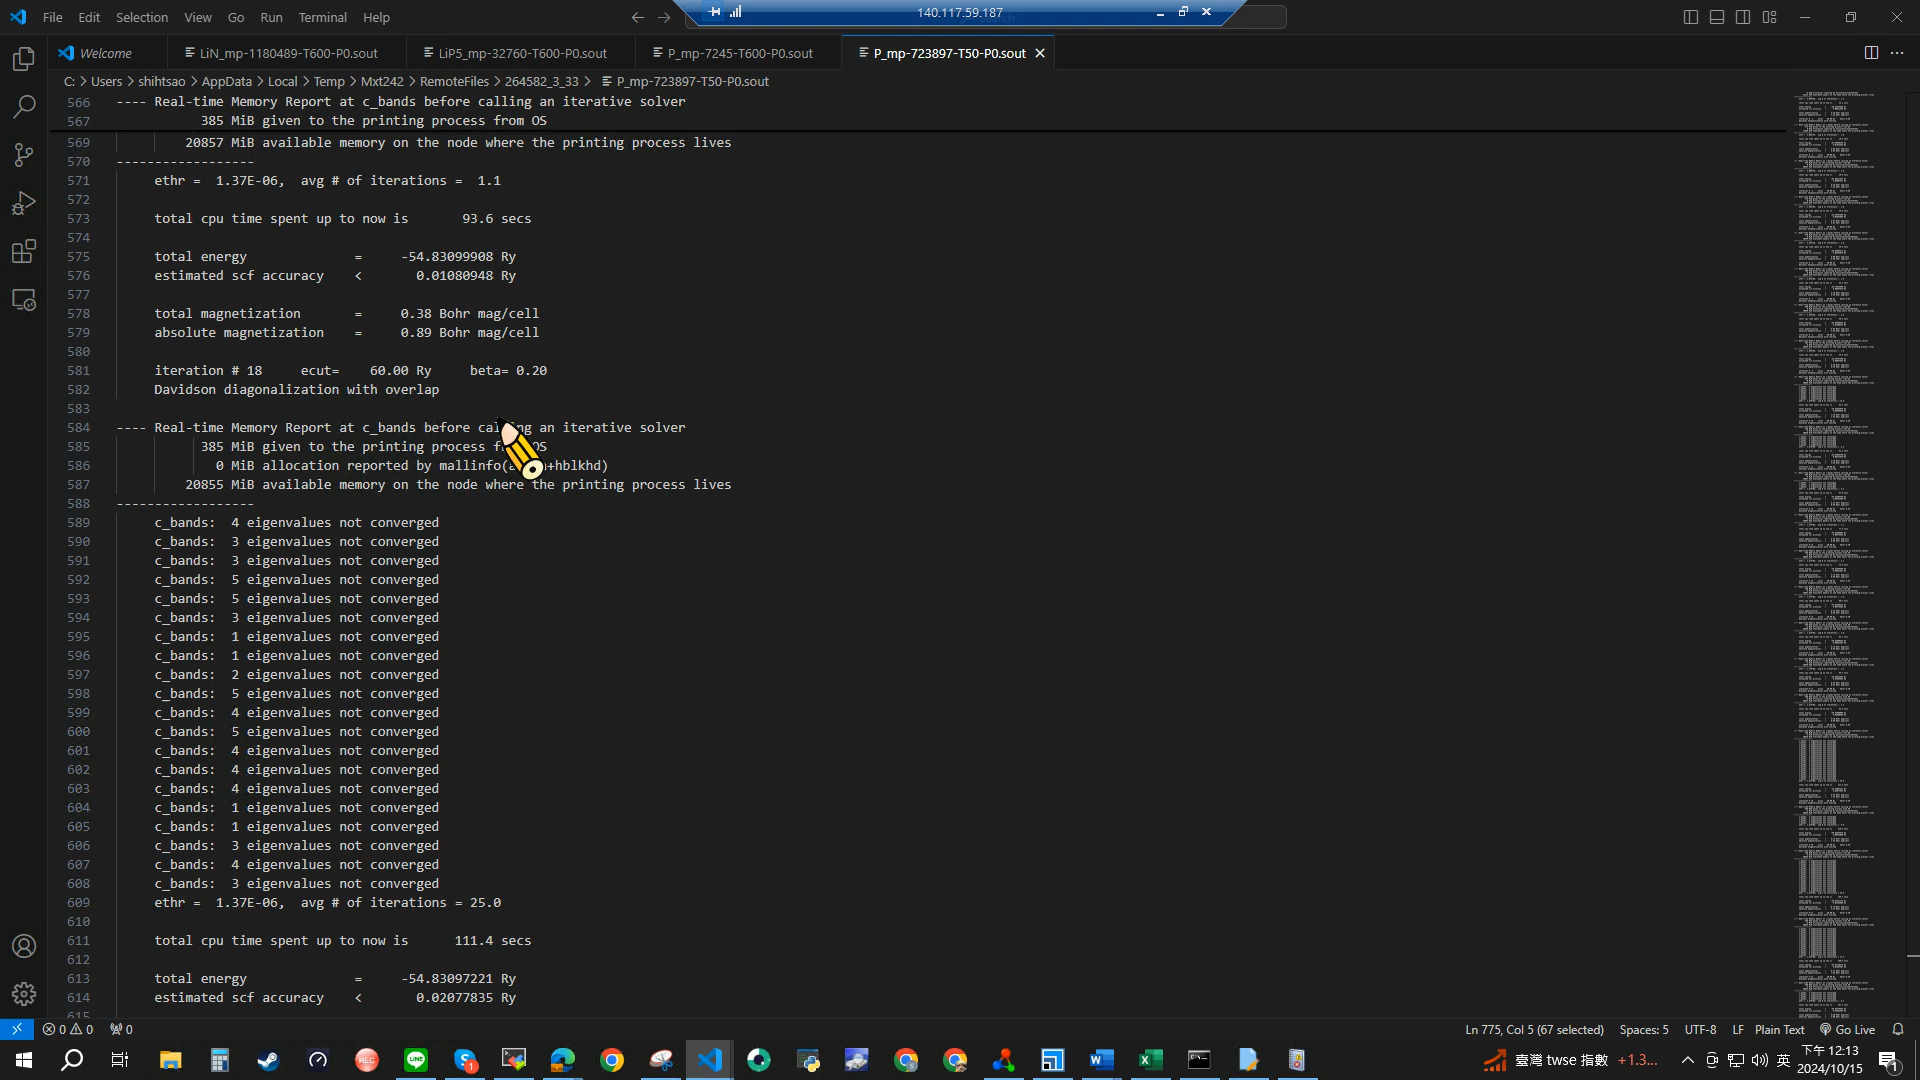 File Edit Selection View Go Run Terminal Help
140.117.59.187
Welcome
LiN_mp-1180489-T600-P0.sout
LiP5_mp-32760-T600-P0.sout
P_mp-7245-T600-P0.sout
P_mp-723897-T50-P0.sout
C: > Users > shihtsao > AppData > Local > Temp > Mxt242 > RemoteFiles > 264582_3_33 > P_mp-723897-T50-P0.sout
566 ---- Real-time Memory Report at c_bands before calling an iterative solver
567 385 MiB given to the printing process from OS
569 20857 MiB available memory on the node where the printing process lives
570 ------------------
571 ethr = 1.37E-06, avg # of iterations = 1.1
572
573 total cpu time spent up to now is 93.6 secs
574
575 total energy = -54.83099908 Ry
576 estimated scf accuracy < 0.01080948 Ry
577
578 total magnetization = 0.38 Bohr mag/cell
579 absolute magnetization = 0.89 Bohr mag/cell
580
581 iteration # 18 ecut= 60.00 Ry beta= 0.20
582 Davidson diagonalization with overlap
583
584 ---- Real-time Memory Report at c_bands before calling an iterative solver
585 385 MiB given to the printing process from OS
586 0 MiB allocation reported by mallinfo( +hblkhd)
587 20855 MiB available memory on the node where the printing process lives
588 ------------------
589 c_bands: 4 eigenvalues not converged
590 c_bands: 3 eigenvalues not converged
591 c_bands: 3 eigenvalues not converged
592 c_bands: 5 eigenvalues not converged
593 c_bands: 5 eigenvalues not converged
594 c_bands: 3 eigenvalues not converged
595 c_bands: 1 eigenvalues not converged
596 c_bands: 1 eigenvalues not converged
597 c_bands: 2 eigenvalues not converged
598 c_bands: 5 eigenvalues not converged
599 c_bands: 4 eigenvalues not converged
600 c_bands: 5 eigenvalues not converged
601 c_bands: 4 eigenvalues not converged
602 c_bands: 4 eigenvalues not converged
603 c_bands: 4 eigenvalues not converged
604 c_bands: 1 eigenvalues not converged
605 c_bands: 1 eigenvalues not converged
606 c_bands: 3 eigenvalues not converged
607 c_bands: 4 eigenvalues not converged
608 c_bands: 3 eigenvalues not converged
609 ethr = 1.37E-06, avg # of iterations = 25.0
610
611 total cpu time spent up to now is 111.4 secs
612
613 total energy = -54.83097221 Ry
614 estimated scf accuracy < 0.02077835 Ry
615
0 0 0
Ln 775, Col 5 (67 selected) Spaces: 5 UTF-8 LF Plain Text Go Live
REC
臺灣 twse 指數 +1.3...
英
下午 12:13
2024/10/15